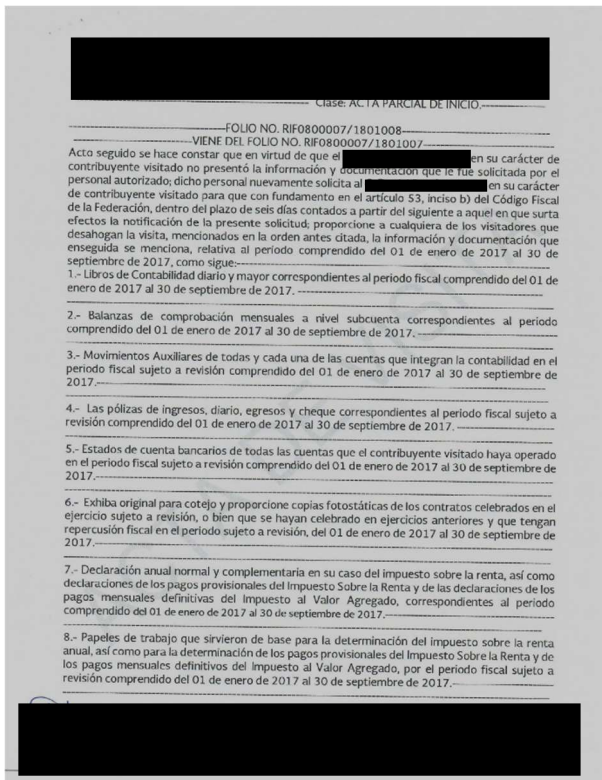 Clase: ACTA PARCIAL DE INICIO.----------
----------FOLIO NO. RIF0800007/1801008----------
----------VIENE DEL FOLIO NO. RIF0800007/1801007----------
Acto seguido se hace constar que en virtud de que el en su carácter de
contribuyente visitado no presentó la información y documentación que le fue solicitada por el
personal autorizado; dicho personal nuevamente solicita al en su carácter
de contribuyente visitado para que con fundamento en el artículo 53, inciso b) del Código Fiscal
de la Federación, dentro del plazo de seis días contados a partir del siguiente a aquel en que surta
efectos la notificación de la presente solicitud; proporcione a cualquiera de los visitadores que
desahogan la visita, mencionados en la orden antes citada, la información y documentación que
enseguida se menciona, relativa al periodo comprendido del 01 de enero de 2017 al 30 de
septiembre de 2017, como sigue:----------
1.- Libros de Contabilidad diario y mayor correspondientes al periodo fiscal comprendido del 01 de
enero de 2017 al 30 de septiembre de 2017. ----------
2.- Balanzas de comprobación mensuales a nivel subcuenta correspondientes al periodo
comprendido del 01 de enero de 2017 al 30 de septiembre de 2017.----------
3.- Movimientos Auxiliares de todas y cada una de las cuentas que integran la contabilidad en el
periodo fiscal sujeto a revisión comprendido del 01 de enero de 2017 al 30 de septiembre de
2017.----------
4.- Las pólizas de ingresos, diario, egresos y cheque correspondientes al periodo fiscal sujeto a
revisión comprendido del 01 de enero de 2017 al 30 de septiembre de 2017. ----------
5.- Estados de cuenta bancarios de todas las cuentas que el contribuyente visitado haya operado
en el periodo fiscal sujeto a revisión comprendido del 01 de enero de 2017 al 30 de septiembre de
2017.----------
6.- Exhiba original para cotejo y proporcione copias fotostáticas de los contratos celebrados en el
ejercicio sujeto a revisión, o bien que se hayan celebrado en ejercicios anteriores y que tengan
repercusión fiscal en el periodo sujeto a revisión, del 01 de enero de 2017 al 30 de septiembre de
2017.----------
7.- Declaración anual normal y complementaria en su caso del impuesto sobre la renta, así como
declaraciones de los pagos provisionales del Impuesto Sobre la Renta y de las declaraciones de los
pagos mensuales definitivas del Impuesto al Valor Agregado, correspondientes al periodo
comprendido del 01 de enero de 2017 al 30 de septiembre de 2017.----------
8.- Papeles de trabajo que sirvieron de base para la determinación del impuesto sobre la renta
anual, así como para la determinación de los pagos provisionales del Impuesto Sobre la Renta y de
los pagos mensuales definitivos del Impuesto al Valor Agregado, por el periodo fiscal sujeto a
revisión comprendido del 01 de enero de 2017 al 30 de septiembre de 2017.----------